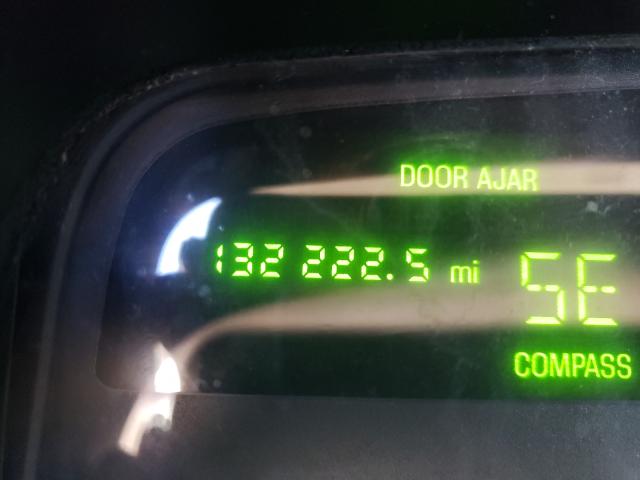 DOOR AJAR
132 222.5 mi
SE
COMPASS